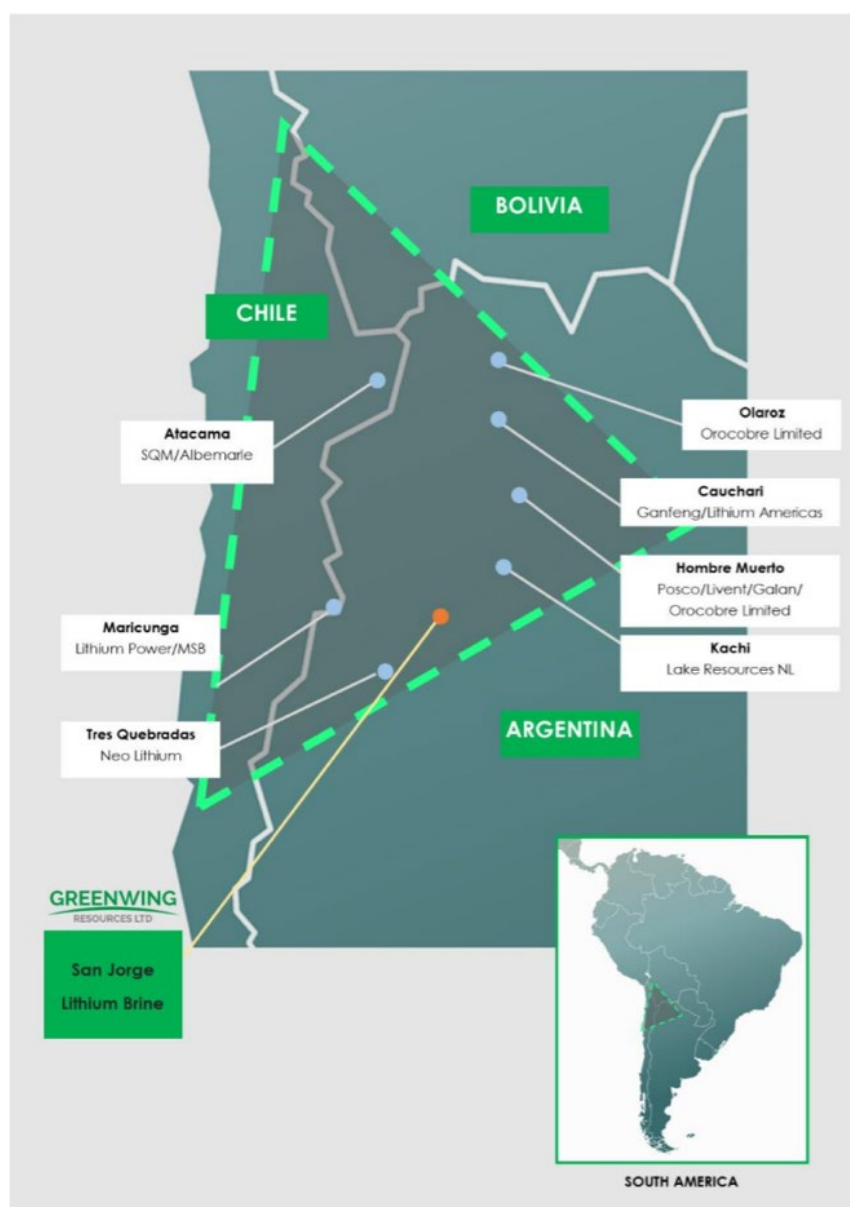 BOLIVIA
CHILE
Atacama
SQM/Albemarle
Olaroz
Orocobre Limited
Cauchari
Ganfeng/Lithium Americas
Hombre Muerto
Posco/Livent/Galan/
Orocobre Limited
Maricunga
Lithium Power/MSB
Kachi
Lake Resources NL
Tres Quebradas
Neo Lithium
ARGENTINA
GREENWING
RESOURCES LTD
San Jorge
Lithium Brine
SOUTH AMERICA